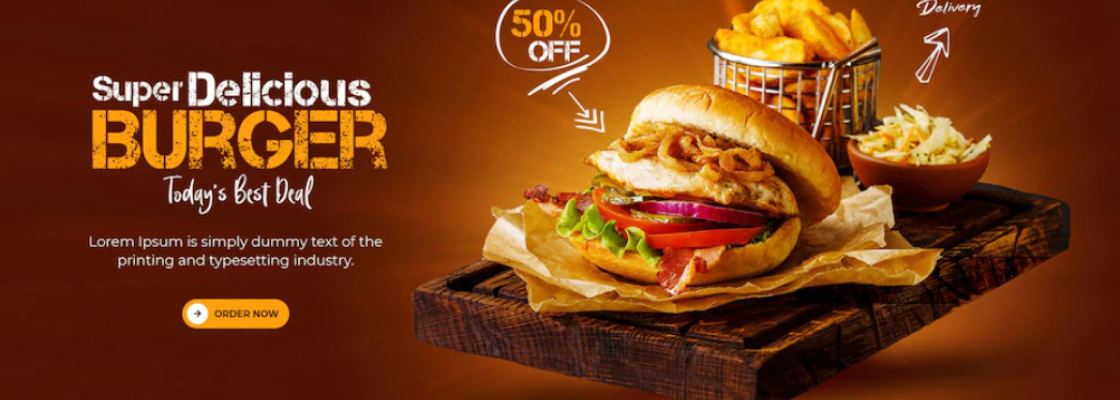 Super Delicious
BURGER
Today's Best Deal
Lorem Ipsum is simply dummy text of the
printing and typesetting industry.
ORDER NOW
50%
OFF
Delivery